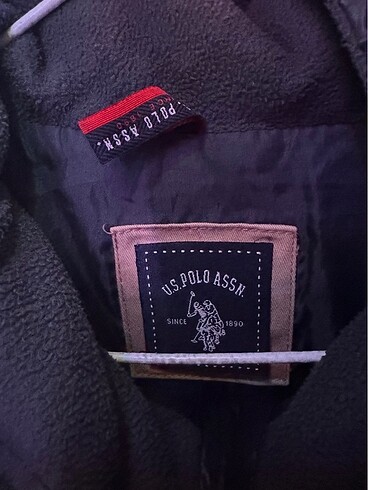 POLO ASSN.
U.S. POLO ASSN.
SINCE 1890